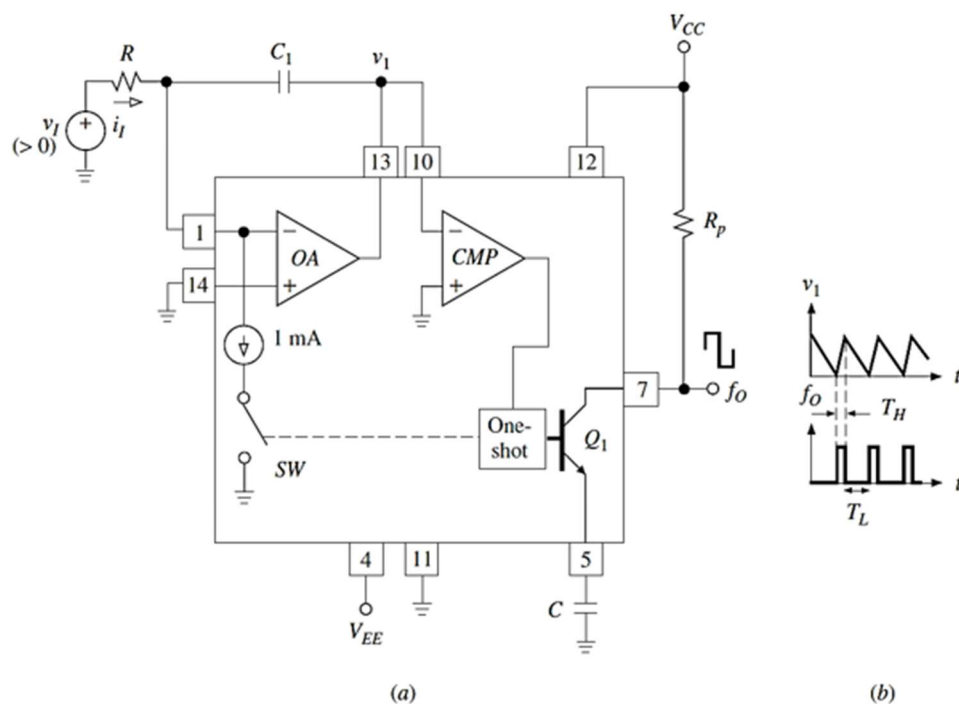 V_CC
R
C_1
v_1
v_I
(> 0)
i_I
13
10
12
1
OA
CMP
R_p
14
1 mA
7
f_O
One-
shot
Q_1
SW
4
11
5
V_EE
C
(a)
v_1
t
f_O
T_H
t
T_L
(b)